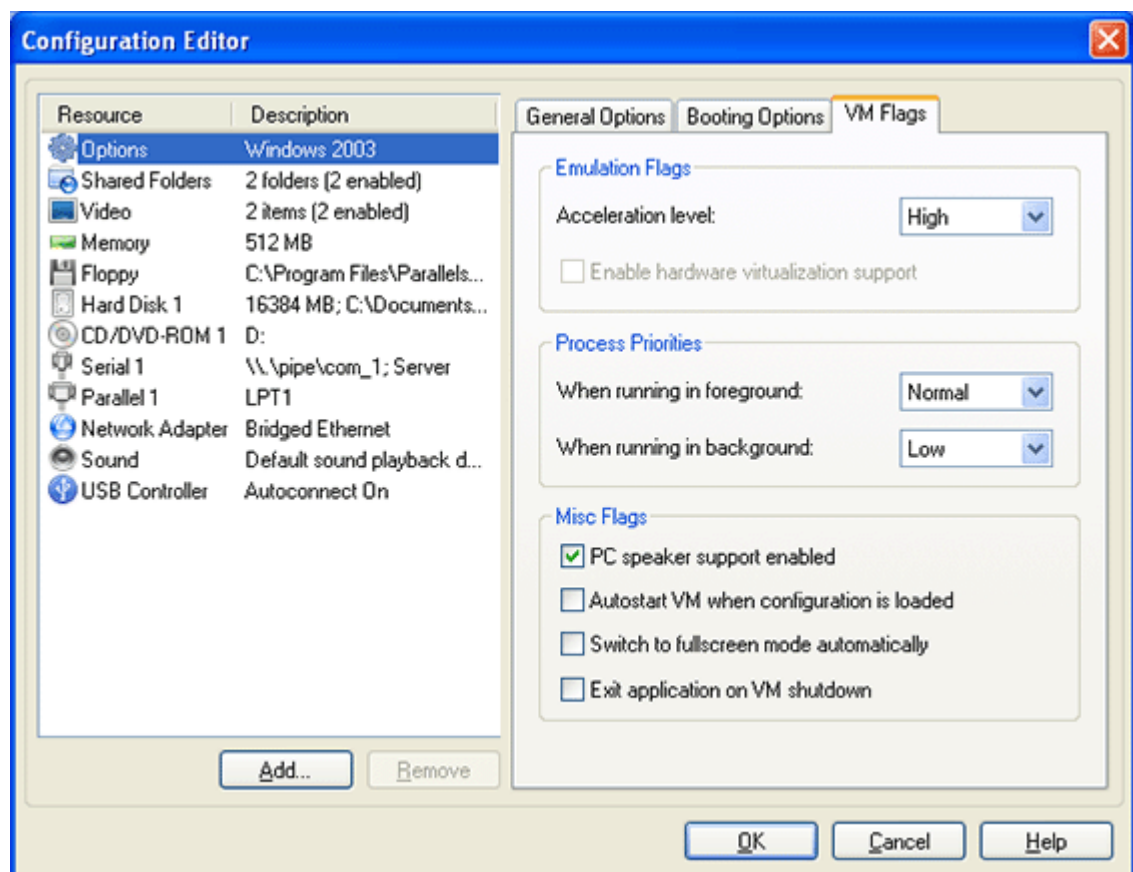 Configuration Editor
Resource Description
Options Windows 2003
Shared Folders 2 folders (2 enabled)
Video 2 items (2 enabled)
Memory 512 MB
Floppy C:\Program Files\Parallels...
Hard Disk 1 16384 MB; C:\Documents...
CD/DVD-ROM 1 D:
Serial 1 \\.\pipe\com_1; Server
Parallel 1 LPT1
Network Adapter Bridged Ethernet
Sound Default sound playback d...
USB Controller Autoconnect On
Add... Remove
General Options Booting Options VM Flags
Emulation Flags
Acceleration level: High
Enable hardware virtualization support
Process Priorities
When running in foreground: Normal
When running in background: Low
Misc Flags
PC speaker support enabled
Autostart VM when configuration is loaded
Switch to fullscreen mode automatically
Exit application on VM shutdown
OK Cancel Help